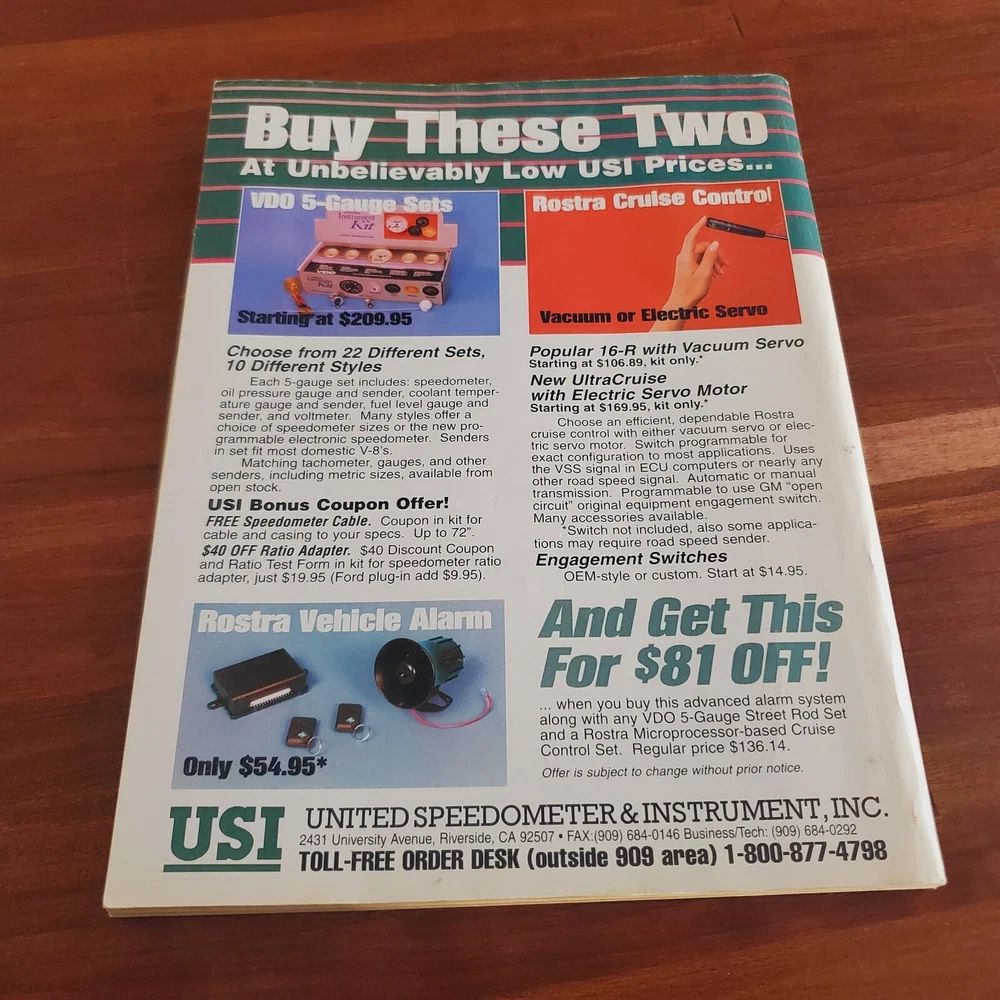 Buy These Two
At Unbelievably Low USI Prices...
VDO 5-Gauge Sets
Instrument
Kit
VDO
Kit
Starting at $209.95
Choose from 22 Different Sets,
10 Different Styles
Each 5-gauge set includes: speedometer,
oil pressure gauge and sender, coolant temper-
ature gauge and sender, fuel level gauge and
sender, and voltmeter. Many styles offer a
choice of speedometer sizes or the new pro-
grammable electronic speedometer. Senders
in set fit most domestic V-8's.
Matching tachometer, gauges, and other
senders, including metric sizes, available from
open stock.
USI Bonus Coupon Offer!
FREE Speedometer Cable. Coupon in kit for
cable and casing to your specs. Up to 72".
$40 OFF Ratio Adapter. $40 Discount Coupon
and Ratio Test Form in kit for speedometer ratio
adapter, just $19.95 (Ford plug-in add $9.95).
Rostra Cruise Control
Vacuum or Electric Servo
Popular 16-R with Vacuum Servo
Starting at $106.89, kit only.*
New UltraCruise
with Electric Servo Motor
Starting at $169.95, kit only.*
Choose an efficient, dependable Rostra
cruise control with either vacuum servo or elec-
tric servo motor. Switch programmable for
exact configuration to most applications. Uses
the VSS signal in ECU computers or nearly any
other road speed signal. Automatic or manual
transmission. Programmable to use GM "open
circuit" original equipment engagement switch.
Many accessories available.
*Switch not included, also some applica-
tions may require road speed sender.
Engagement Switches
OEM-style or custom. Start at $14.95.
Rostra Vehicle Alarm
Only $54.95*
And Get This
For $81 OFF!
... when you buy this advanced alarm system
along with any VDO 5-Gauge Street Rod Set
and a Rostra Microprocessor-based Cruise
Control Set. Regular price $136.14.
Offer is subject to change without prior notice.
USI
UNITED SPEEDOMETER & INSTRUMENT, INC.
2431 University Avenue, Riverside, CA 92507 • FAX:(909) 684-0146 Business/Tech: (909) 684-0292
TOLL-FREE ORDER DESK (outside 909 area) 1-800-877-4798